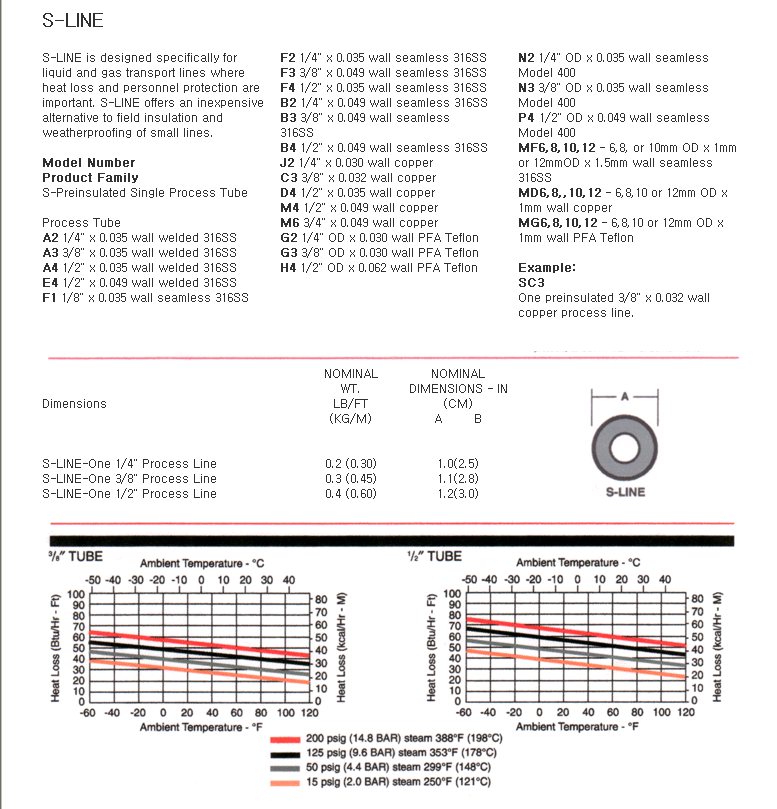 S-LINE
S-LINE is designed specifically for
liquid and gas transport lines where
heat loss and personnel protection are
important. S-LINE offers an inexpensive
alternative to field insulation and
weatherproofing of small lines.
Model Number
Product Family
S-Preinsulated Single Process Tube
Process Tube
A2 1/4" x 0.035 wall welded 316SS
A3 3/8" x 0.035 wall welded 316SS
A4 1/2" x 0.035 wall welded 316SS
E4 1/2" x 0.049 wall welded 316SS
F1 1/8" x 0.035 wall seamless 316SS
F2 1/4" x 0.035 wall seamless 316SS
F3 3/8" x 0.049 wall seamless 316SS
F4 1/2" x 0.035 wall seamless 316SS
B2 1/4" x 0.049 wall seamless 316SS
B3 3/8" x 0.049 wall seamless
316SS
B4 1/2" x 0.049 wall seamless 316SS
J2 1/4" x 0.030 wall copper
C3 3/8" x 0.032 wall copper
D4 1/2" x 0.035 wall copper
M4 1/2" x 0.049 wall copper
M6 3/4" x 0.049 wall copper
G2 1/4" OD x 0.030 wall PFA Teflon
G3 3/8" OD x 0.030 wall PFA Teflon
H4 1/2" OD x 0.062 wall PFA Teflon
N2 1/4" OD x 0.035 wall seamless
Model 400
N3 3/8" OD x 0.035 wall seamless
Model 400
P4 1/2" OD x 0.049 wall seamless
Model 400
MF6,8,10,12 - 6,8, or 10mm OD x 1mm
or 12mmOD x 1.5mm wall seamless
316SS
MD6,8,,10,12 - 6,8,10 or 12mm OD x
1mm wall copper
MG6,8,10,12 - 6,8,10 or 12mm OD x
1mm wall PFA Teflon
Example:
SC3
One preinsulated 3/8" x 0.032 wall
copper process line.
Dimensions
NOMINAL
WT.
LB/FT
(KG/M)
NOMINAL
DIMENSIONS - IN
(CM)
A B
S-LINE-One 1/4" Process Line 0.2 (0.30) 1.0(2.5)
S-LINE-One 3/8" Process Line 0.3 (0.45) 1.1(2.8)
S-LINE-One 1/2" Process Line 0.4 (0.60) 1.2(3.0)
A
S-LINE
3/8" TUBE
Ambient Temperature - °C
-50 -40 -30 -20 -10 0 10 20 30 40
Heat Loss (Btu/Hr - Ft)
100
90
80
70
60
50
40
30
20
10
0
80
70
60
50
40
30
20
10
0
Heat Loss (kcal/Hr - M)
-60 -40 -20 0 20 40 60 80 100 120
Ambient Temperature - °F
1/2" TUBE
Ambient Temperature - °C
-50 -40 -30 -20 -10 0 10 20 30 40
Heat Loss (Btu/Hr - Ft)
100
90
80
70
60
50
40
30
20
10
0
80
70
60
50
40
30
20
10
0
Heat Loss (kcal/Hr - M)
-60 -40 -20 0 20 40 60 80 100 120
Ambient Temperature - °F
200 psig (14.8 BAR) steam 388°F (198°C)
125 psig (9.6 BAR) steam 353°F (178°C)
50 psig (4.4 BAR) steam 299°F (148°C)
15 psig (2.0 BAR) steam 250°F (121°C)